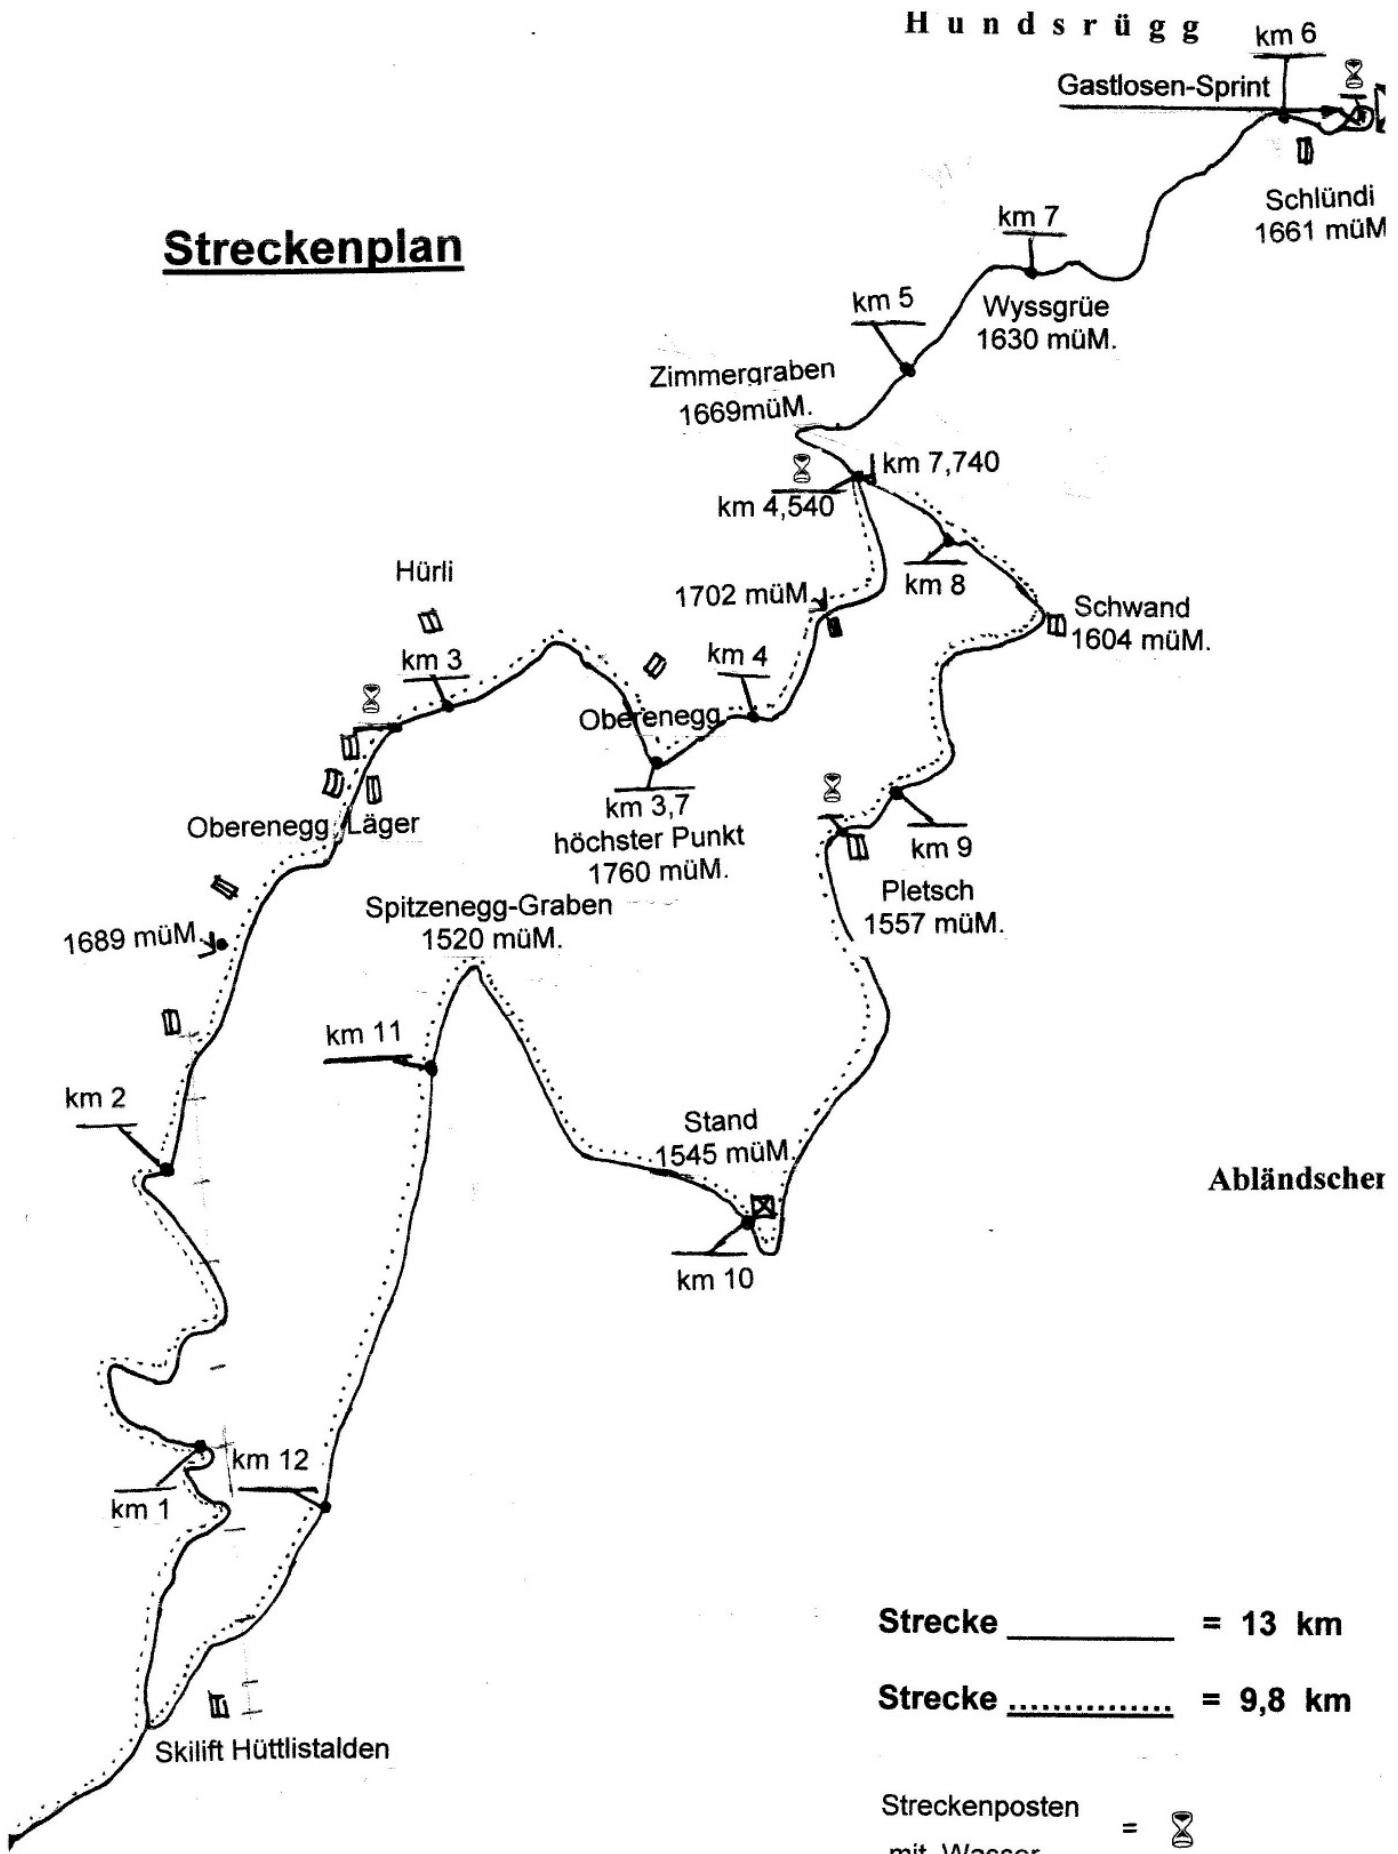 Hundsrügg
km 6
Gastlosen-Sprint
Schlündi
1661 müM
Streckenplan
km 7
Wyssgrüe
1630 müM.
km 5
Zimmergraben
1669müM.
km 7,740
km 4,540
km 8
Hürli
1702 müM.
Schwand
1604 müM.
km 3
km 4
Oberenegg
km 3,7
höchster Punkt
1760 müM.
Oberenegg Läger
km 9
Pletsch
1557 müM.
Spitzenegg-Graben
1520 müM.
1689 müM.
km 11
km 2
Stand
1545 müM.
Abländscher
km 10
km 12
km 1
Strecke = 13 km
Strecke = 9,8 km
Skilift Hüttlistalden
Streckenposten
=
mit Wasser